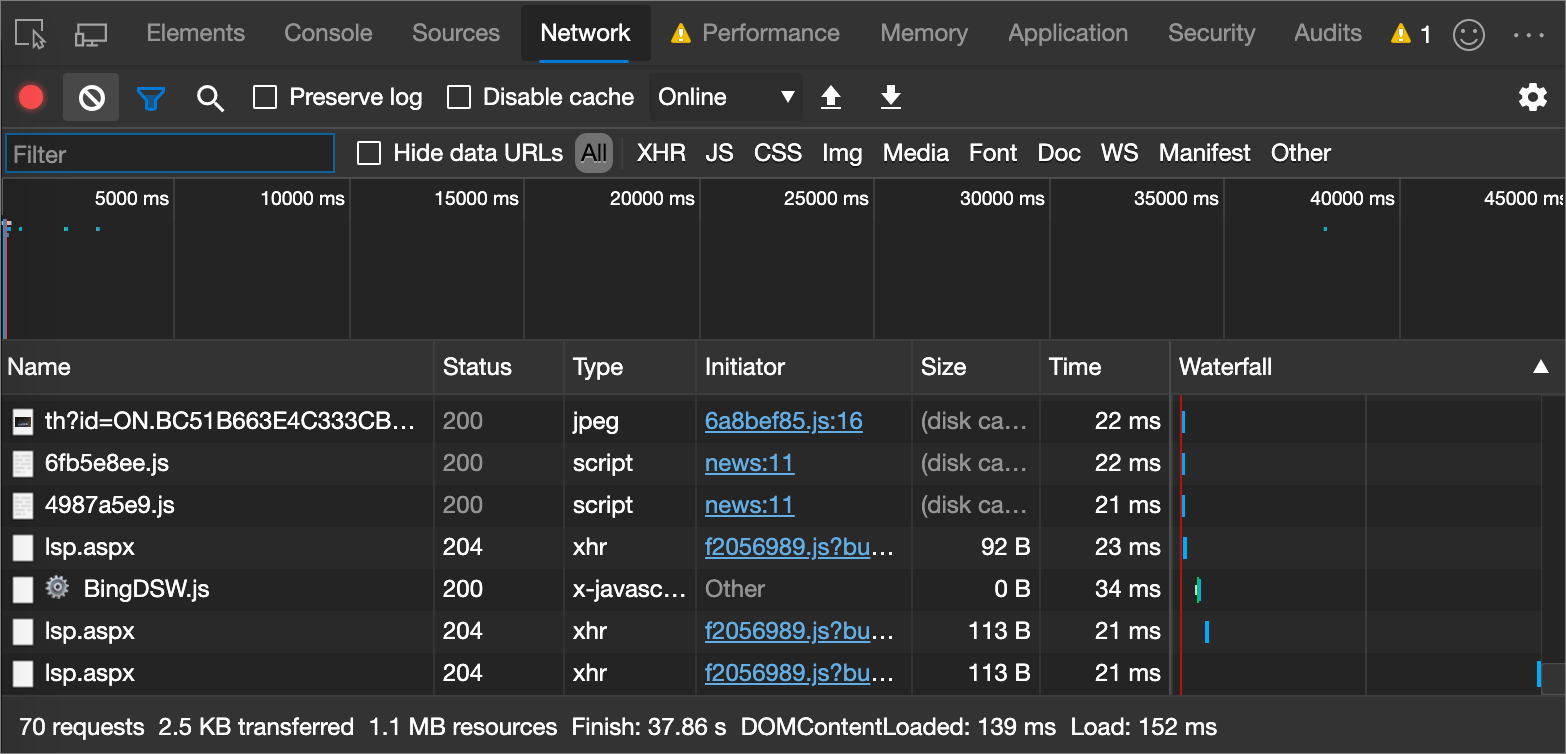 Elements Console Sources Network Performance Memory Application Security Audits 1
Preserve log Disable cache Online
Filter Hide data URLs All XHR JS CSS Img Media Font Doc WS Manifest Other
5000 ms 10000 ms 15000 ms 20000 ms 25000 ms 30000 ms 35000 ms 40000 ms 45000 ms
Name Status Type Initiator Size Time Waterfall
th?id=ON.BC51B663E4C333CB... 200 jpeg 6a8bef85.js:16 (disk ca... 22 ms
6fb5e8ee.js 200 script news:11 (disk ca... 22 ms
4987a5e9.js 200 script news:11 (disk ca... 21 ms
lsp.aspx 204 xhr f2056989.js?bu... 92 B 23 ms
BingDSW.js 200 x-javasc... Other 0 B 34 ms
lsp.aspx 204 xhr f2056989.js?bu... 113 B 21 ms
lsp.aspx 204 xhr f2056989.js?bu... 113 B 21 ms
70 requests 2.5 KB transferred 1.1 MB resources Finish: 37.86 s DOMContentLoaded: 139 ms Load: 152 ms